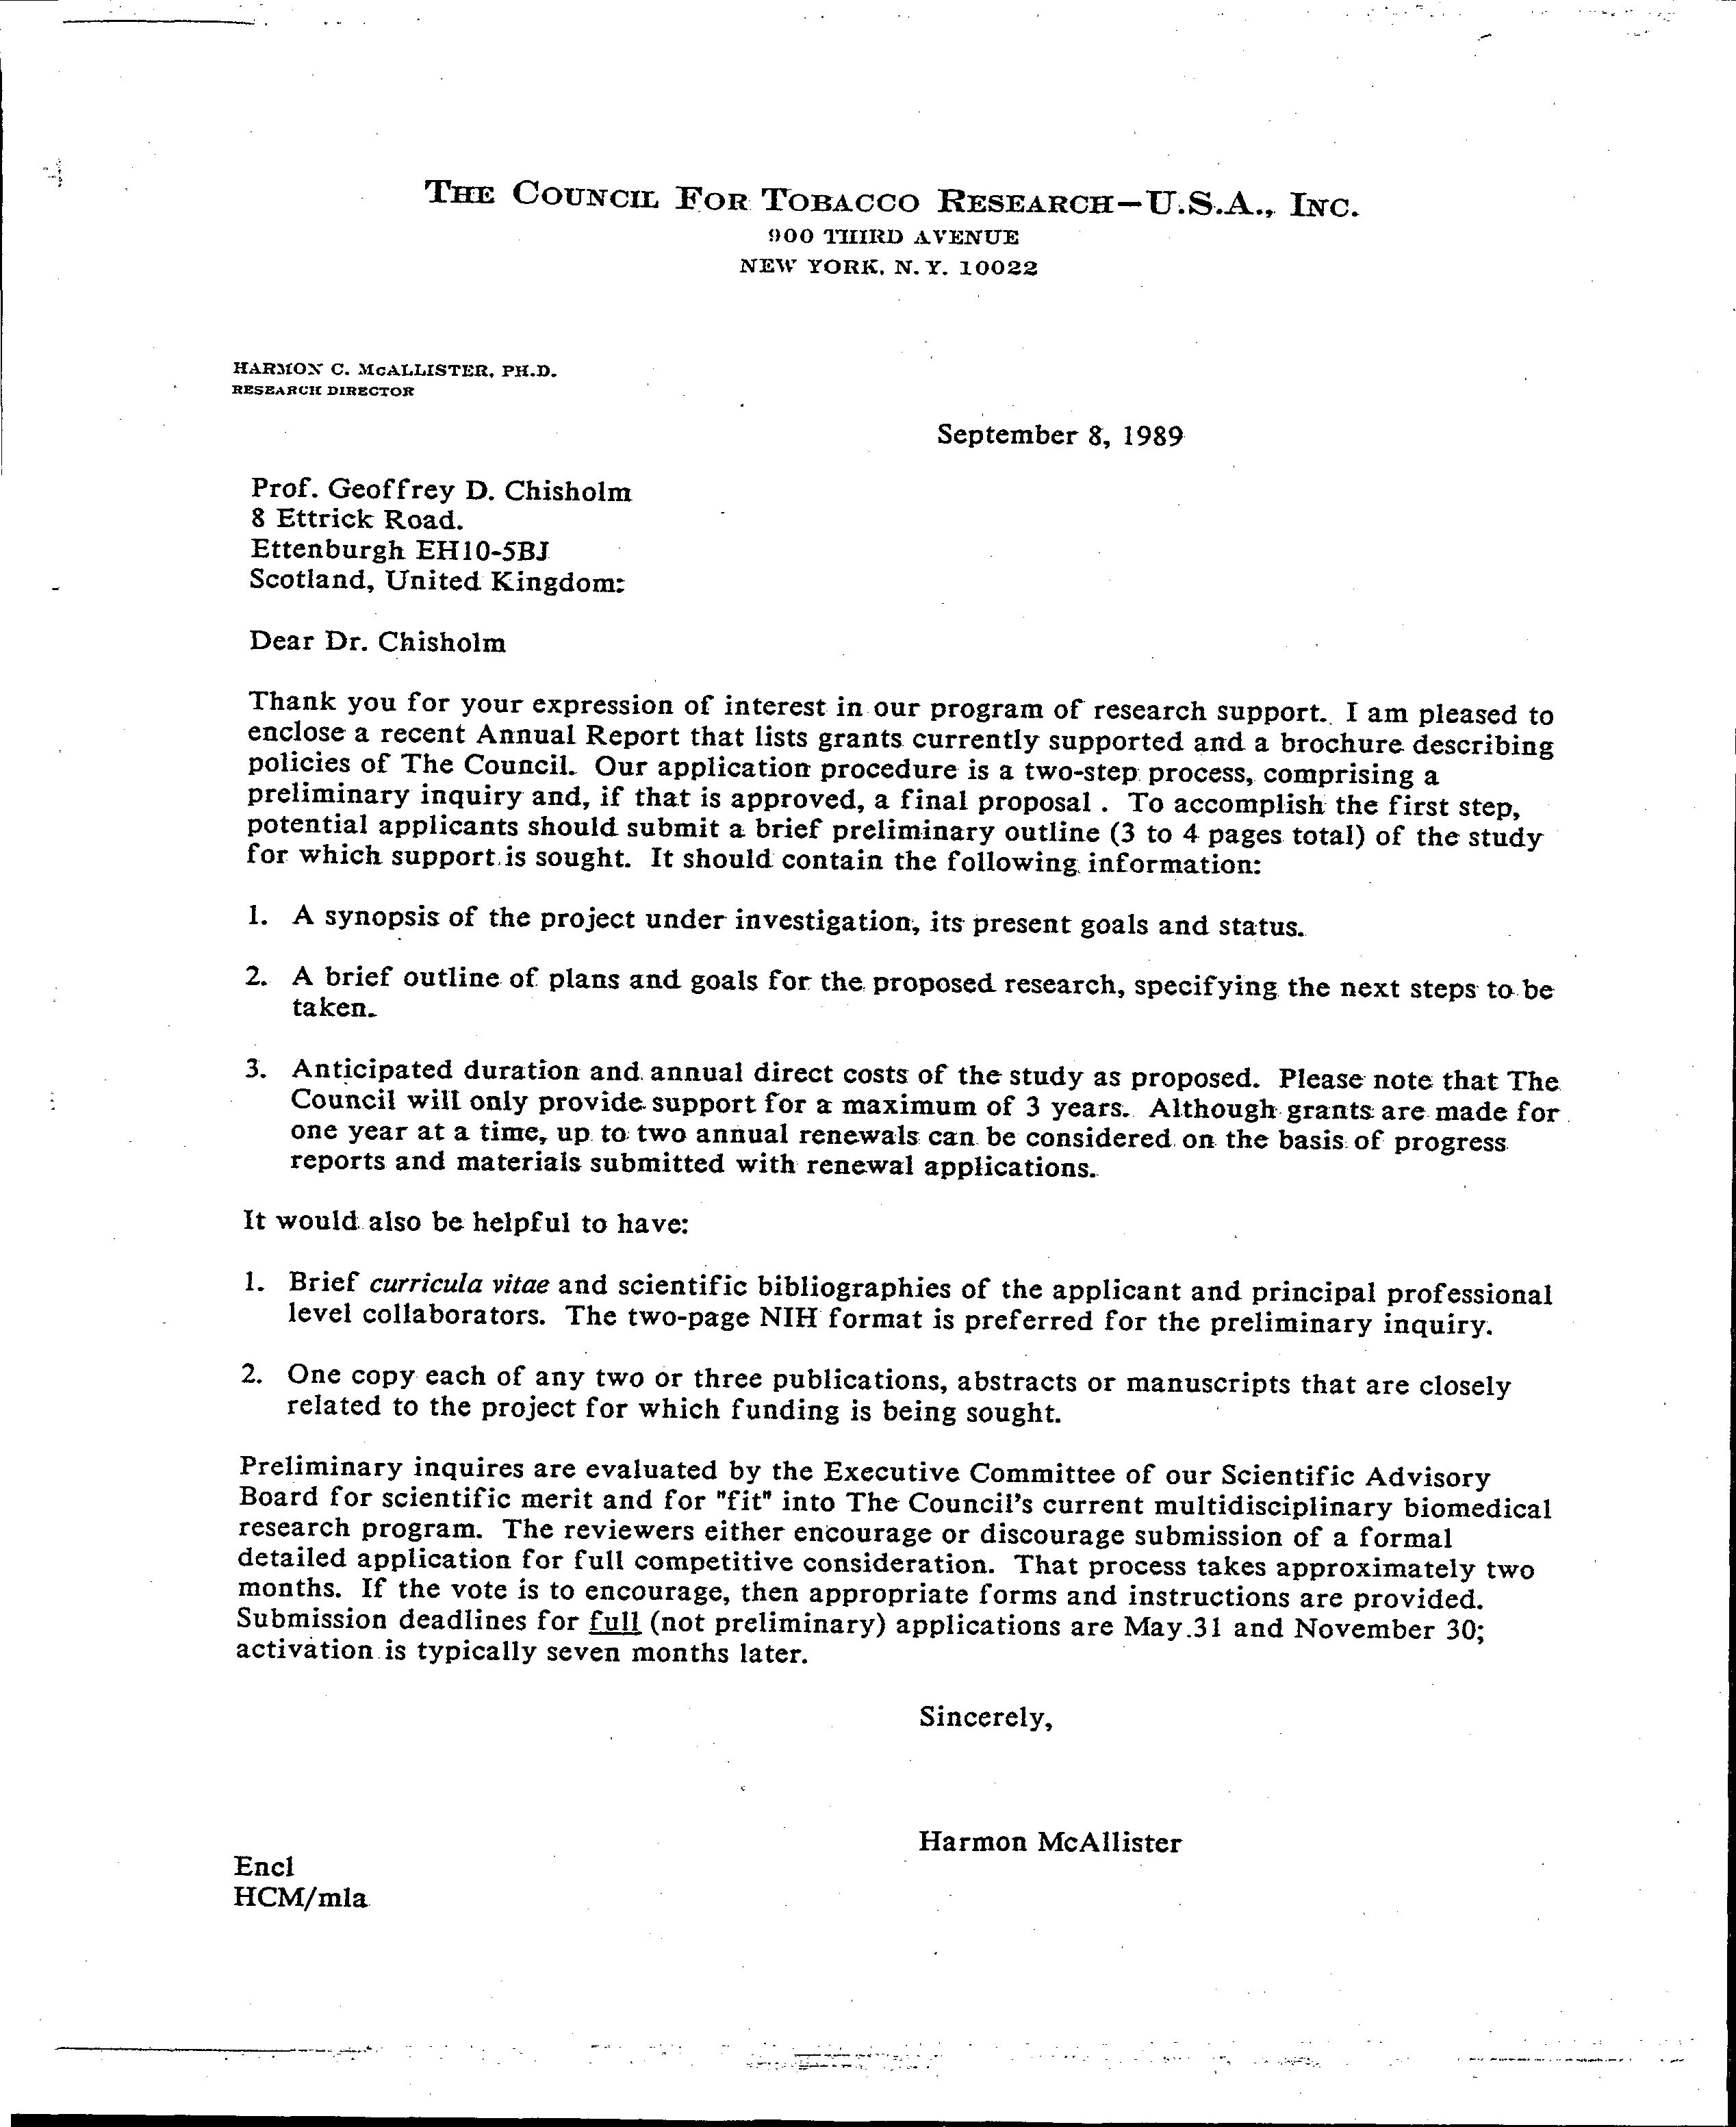 THE COUNCIL FOR TOBACCO RESEARCH—U.S.A., INC.
900 THIRD AVENUE
NEW YORK, N. Y. 10022
HARMON C. McALLISTER, PH.D.
RESEARCH DIRECTOR
September 8, 1989
Prof. Geoffrey D. Chisholm
8 Ettrick Road.
Ettenburgh EH10-5BJ
Scotland, United Kingdom:
Dear Dr. Chisholm
Thank you for your expression of interest in our program of research support. I am pleased to
enclose a recent Annual Report that lists grants currently supported and a brochure describing
policies of The Council. Our application procedure is a two-step process, comprising a
preliminary inquiry and, if that is approved, a final proposal . To accomplish the first step,
potential applicants should submit a brief preliminary outline (3 to 4 pages total) of the study
for which support is sought. It should contain the following information:
1. A synopsis of the project under investigation, its present goals and status.
2. A brief outline of plans and goals for the proposed research, specifying the next steps to be
taken.
3. Anticipated duration and annual direct costs of the study as proposed. Please note that The
Council will only provide support for a maximum of 3 years. Although grants are made for
one year at a time, up to two annual renewals can be considered on the basis of progress
reports and materials submitted with renewal applications.
It would also be helpful to have:
1. Brief curricula vitae and scientific bibliographies of the applicant and principal professional
level collaborators. The two-page NIH format is preferred for the preliminary inquiry.
2. One copy each of any two or three publications, abstracts or manuscripts that are closely
related to the project for which funding is being sought.
Preliminary inquires are evaluated by the Executive Committee of our Scientific Advisory
Board for scientific merit and for "fit" into The Council's current multidisciplinary biomedical
research program. The reviewers either encourage or discourage submission of a formal
detailed application for full competitive consideration. That process takes approximately two
months. If the vote is to encourage, then appropriate forms and instructions are provided.
Submission deadlines for full (not preliminary) applications are May 31 and November 30;
activation is typically seven months later.
Sincerely,
Harmon McAllister
Encl
HCM/mla